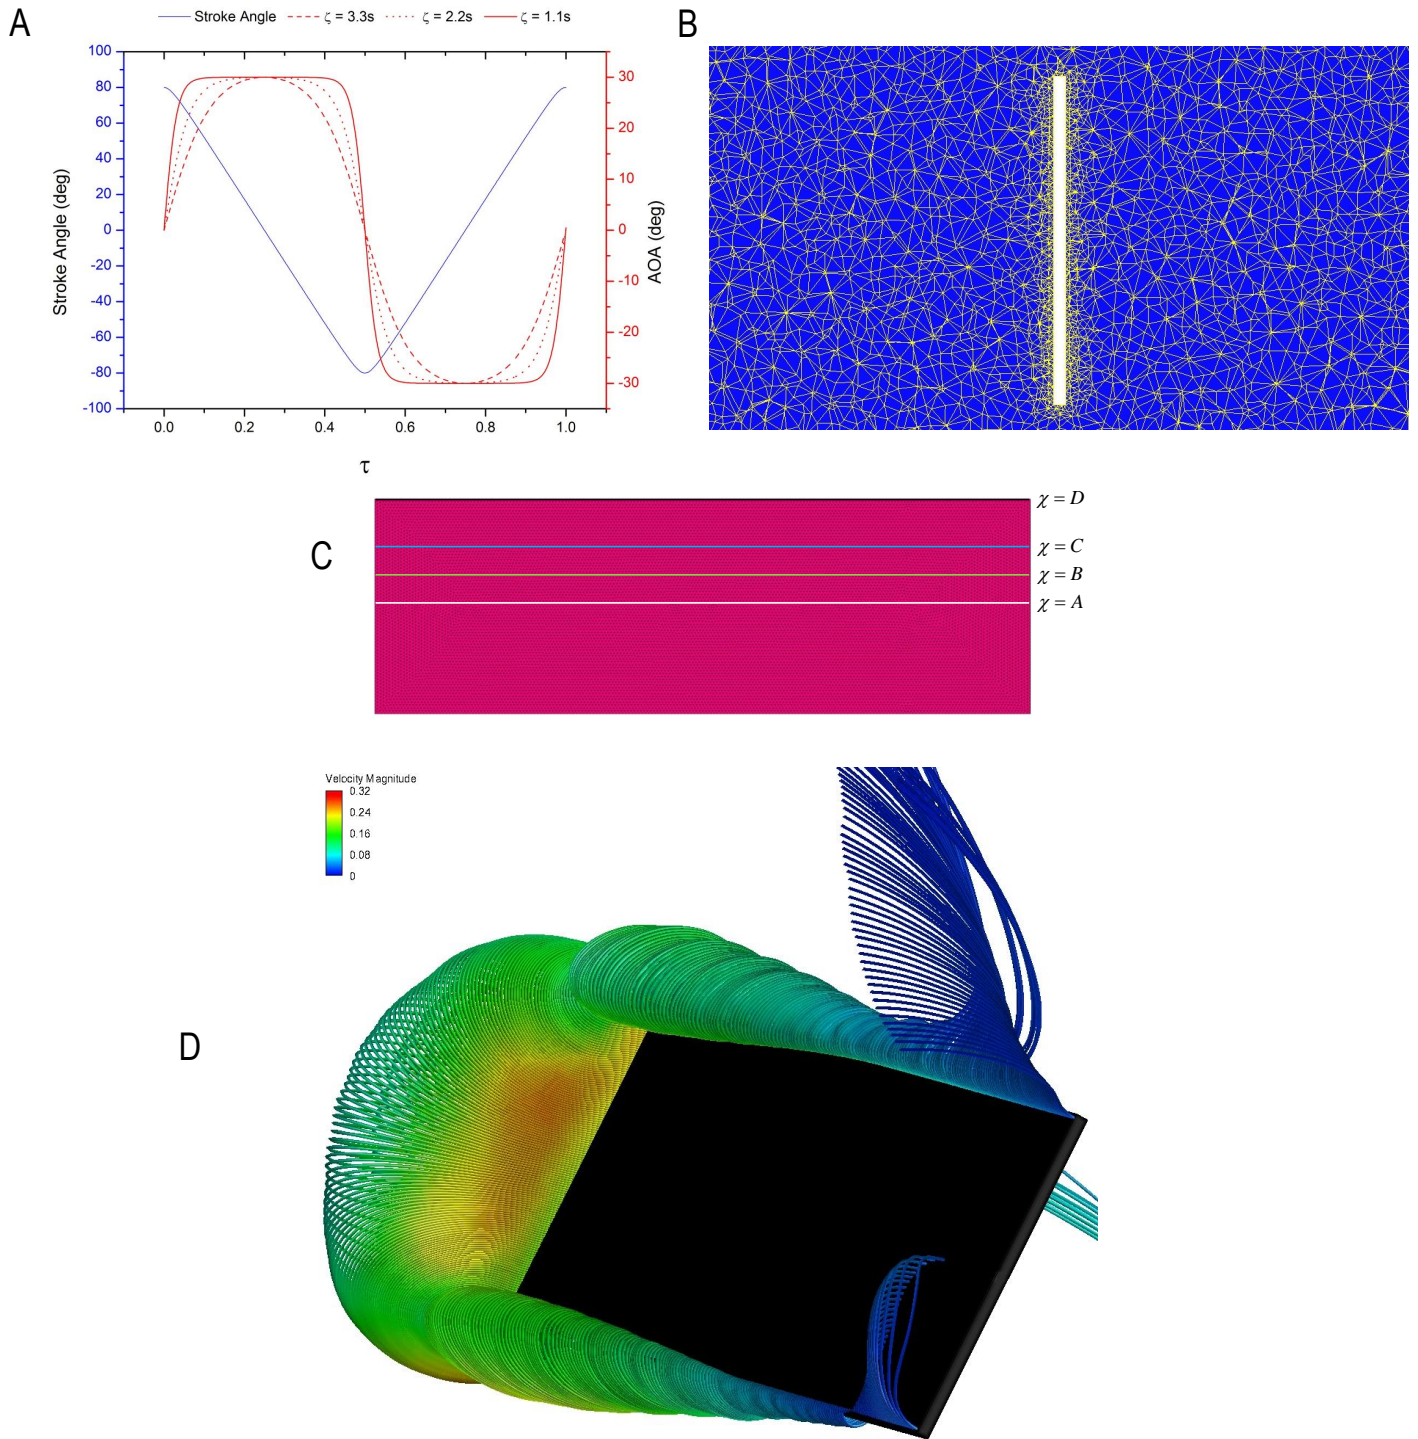 A
Stroke Angle
ζ = 3.3s
ζ = 2.2s
ζ = 1.1s
B
100
80
60
40
20
0
-20
-40
-60
-80
-100
Stroke Angle (deg)
30
20
10
0
-10
-20
-30
AOA (deg)
0.0 0.2 0.4 0.6 0.8 1.0
τ
C
χ = D
χ = C
χ = B
χ = A
Velocity Magnitude
0.32
0.24
0.16
0.08
0
D